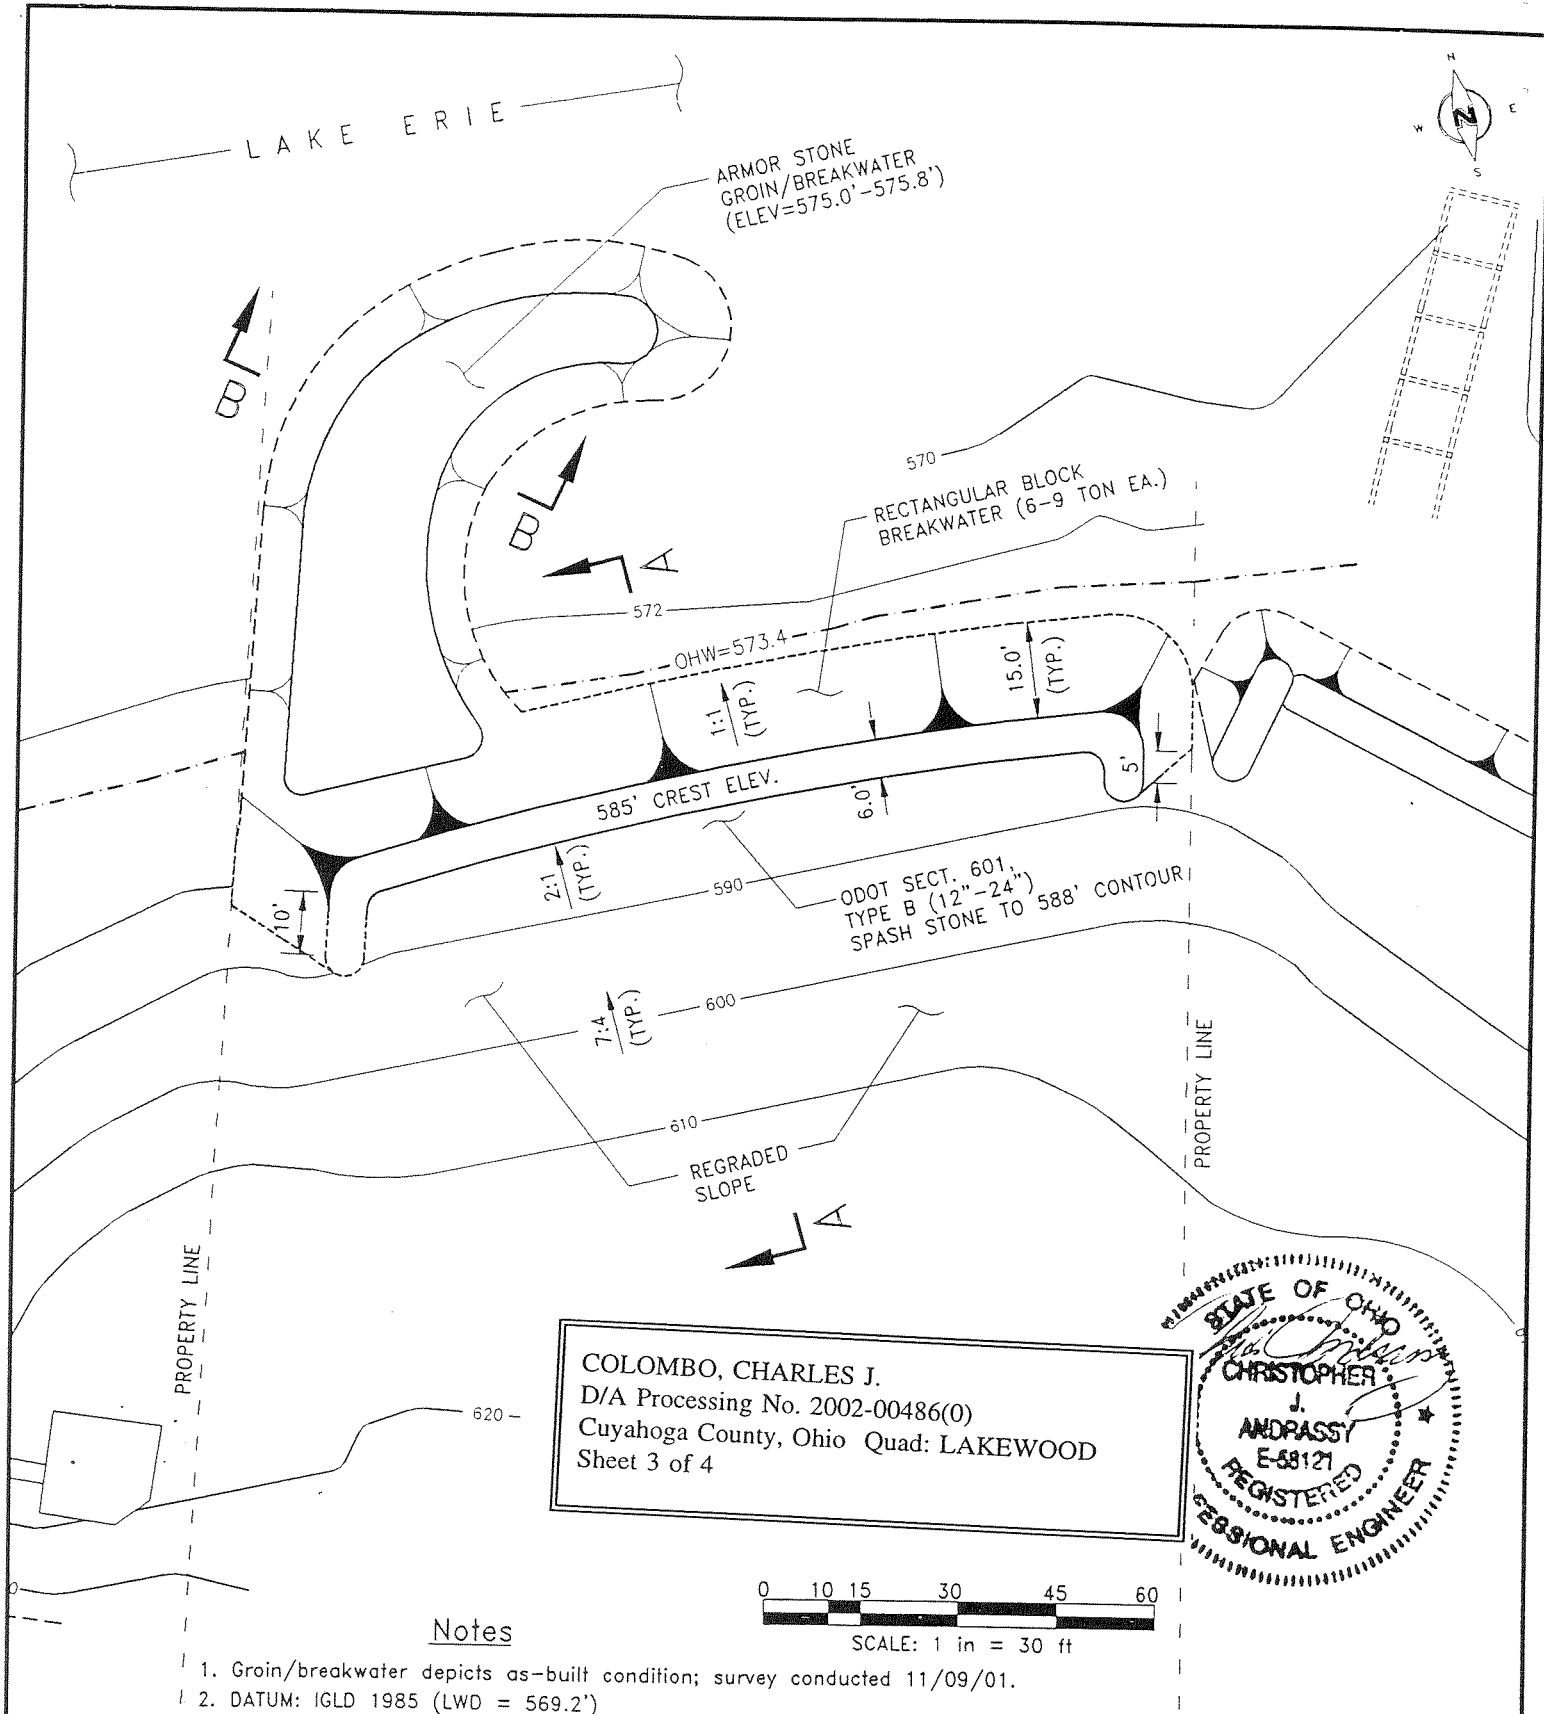 LAKE ERIE
ARMOR STONE
GROIN/BREAKWATER
(ELEV=575.0'-575.8')
N
W
E
S
N
B
B
A
570
RECTANGULAR BLOCK
BREAKWATER (6-9 TON EA.)
572
OHW=573.4
1:1
(TYP.)
15.0'
(TYP.)
585' CREST ELEV.
6.0'
5'
2:1
(TYP.)
10'
590
ODOT SECT. 601,
TYPE B (12"-24")
SPASH STONE TO 588' CONTOUR
7:4
(TYP.)
600
610
REGRADED
SLOPE
A
PROPERTY LINE
PROPERTY LINE
620
COLOMBO, CHARLES J.
D/A Processing No. 2002-00486(0)
Cuyahoga County, Ohio Quad: LAKEWOOD
Sheet 3 of 4
STATE OF OHIO
CHRISTOPHER
J.
ANDRASSY
E-58121
REGISTERED
ESSIONAL ENGINEER
0 10 15 30 45 60
SCALE: 1 in = 30 ft
Notes
1. Groin/breakwater depicts as-built condition; survey conducted 11/09/01.
2. DATUM: IGLD 1985 (LWD = 569.2')